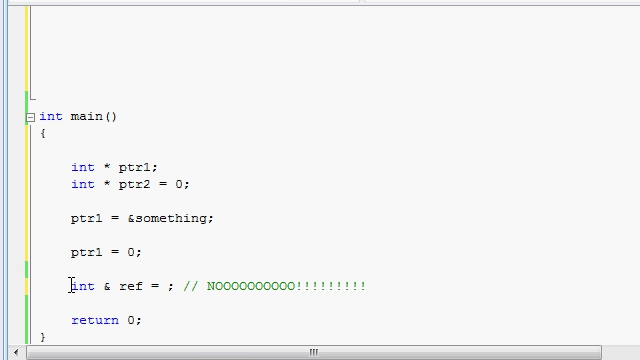 int main()
{
int * ptr1;
int * ptr2 = 0;
ptr1 = &something;
ptr1 = 0;
int & ref = ; // NOOOOOOOOOO!!!!!!!!!
return 0;
}